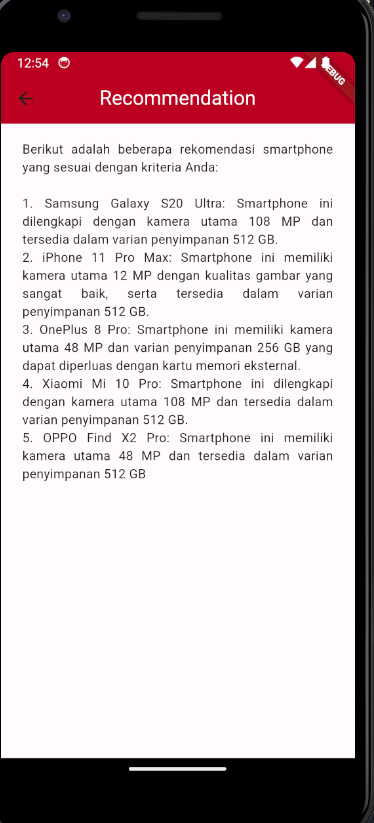 12:54
DEBUG
Recommendation
Berikut adalah beberapa rekomendasi smartphone
yang sesuai dengan kriteria Anda:
1. Samsung Galaxy S20 Ultra: Smartphone ini
dilengkapi dengan kamera utama 108 MP dan
tersedia dalam varian penyimpanan 512 GB.
2. iPhone 11 Pro Max: Smartphone ini memiliki
kamera utama 12 MP dengan kualitas gambar yang
sangat baik, serta tersedia dalam varian
penyimpanan 512 GB.
3. OnePlus 8 Pro: Smartphone ini memiliki kamera
utama 48 MP dan varian penyimpanan 256 GB yang
dapat diperluas dengan kartu memori eksternal.
4. Xiaomi Mi 10 Pro: Smartphone ini dilengkapi
dengan kamera utama 108 MP dan tersedia dalam
varian penyimpanan 512 GB.
5. OPPO Find X2 Pro: Smartphone ini memiliki
kamera utama 48 MP dan tersedia dalam varian
penyimpanan 512 GB